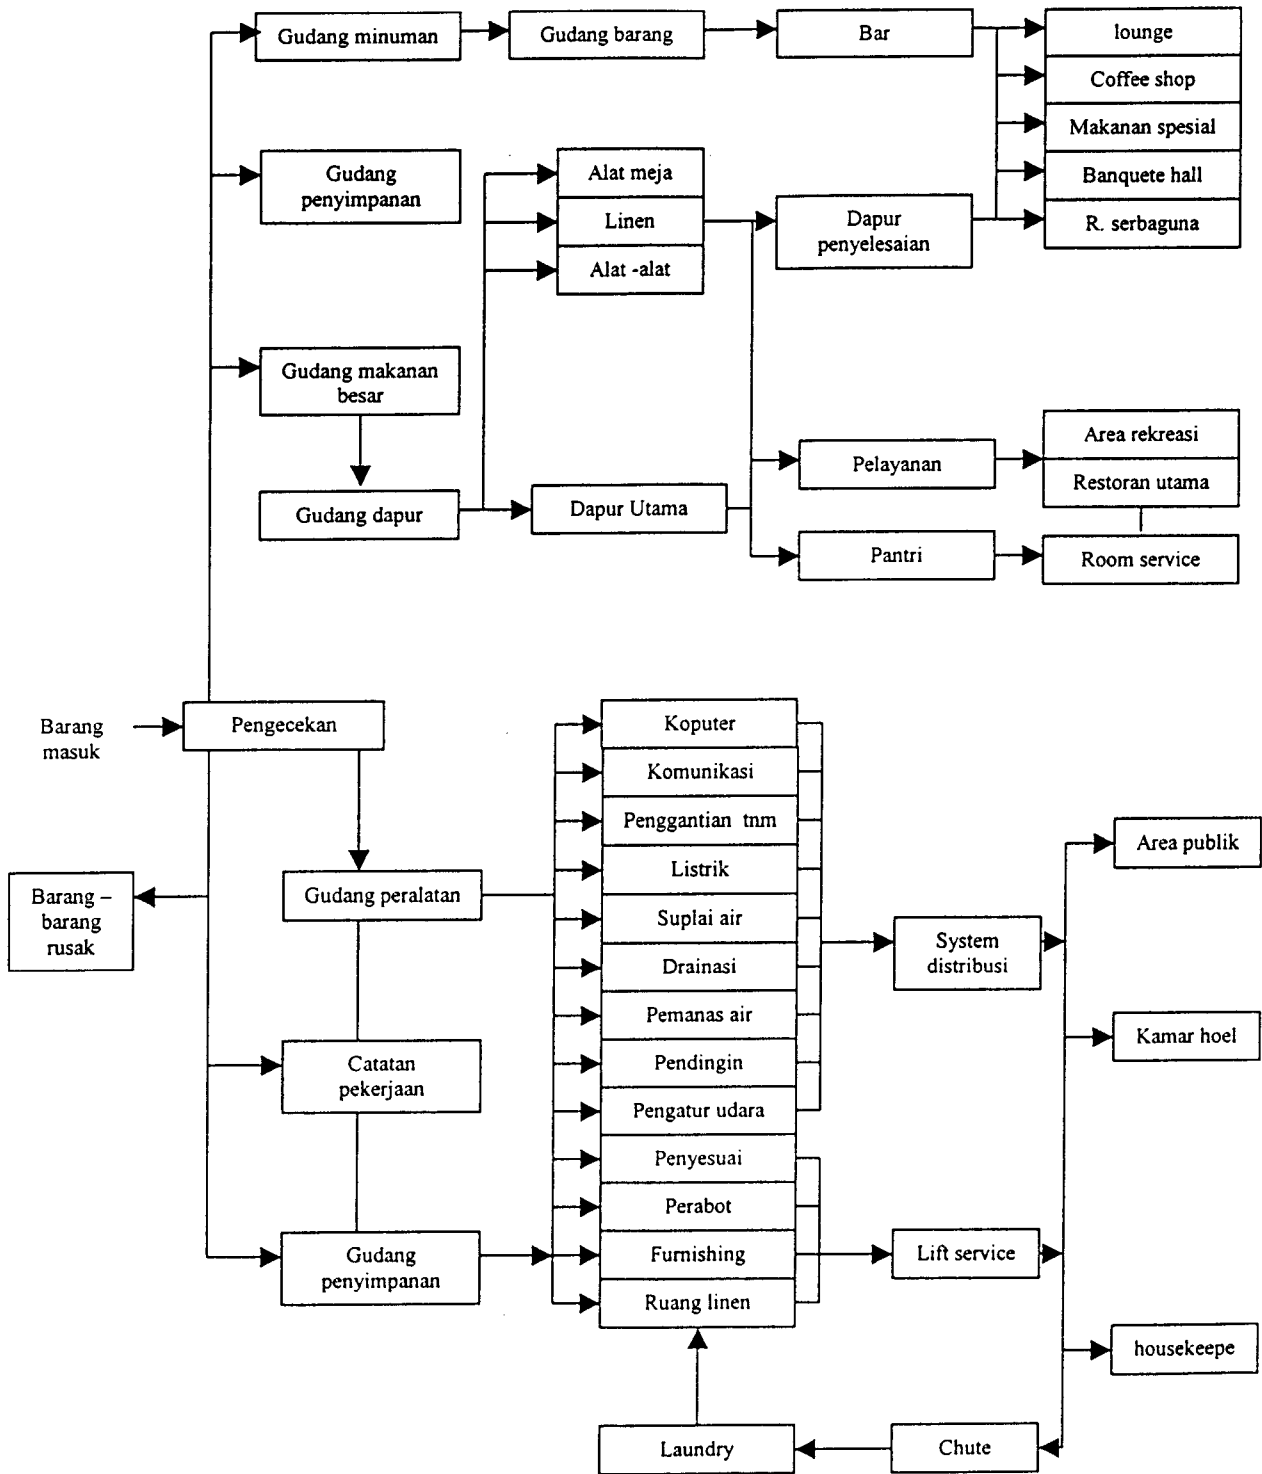 Gudang minuman
Gudang barang
Bar
lounge
Coffee shop
Makanan spesial
Banquete hall
R. serbaguna
Gudang
penyimpanan
Alat meja
Linen
Alat -alat
Dapur
penyelesaian
Gudang makanan
besar
Area rekreasi
Restoran utama
Pelayanan
Gudang dapur
Dapur Utama
Pantri
Room service
Barang
masuk
Pengecekan
Koputer
Komunikasi
Penggantian tnm
Listrik
Suplai air
Drainasi
Pemanas air
Pendingin
Pengatur udara
Penyesuai
Perabot
Furnishing
Ruang linen
Barang –
barang
rusak
Gudang peralatan
Catatan
pekerjaan
Gudang
penyimpanan
System
distribusi
Lift service
Area publik
Kamar hoel
housekeepe
Laundry
Chute